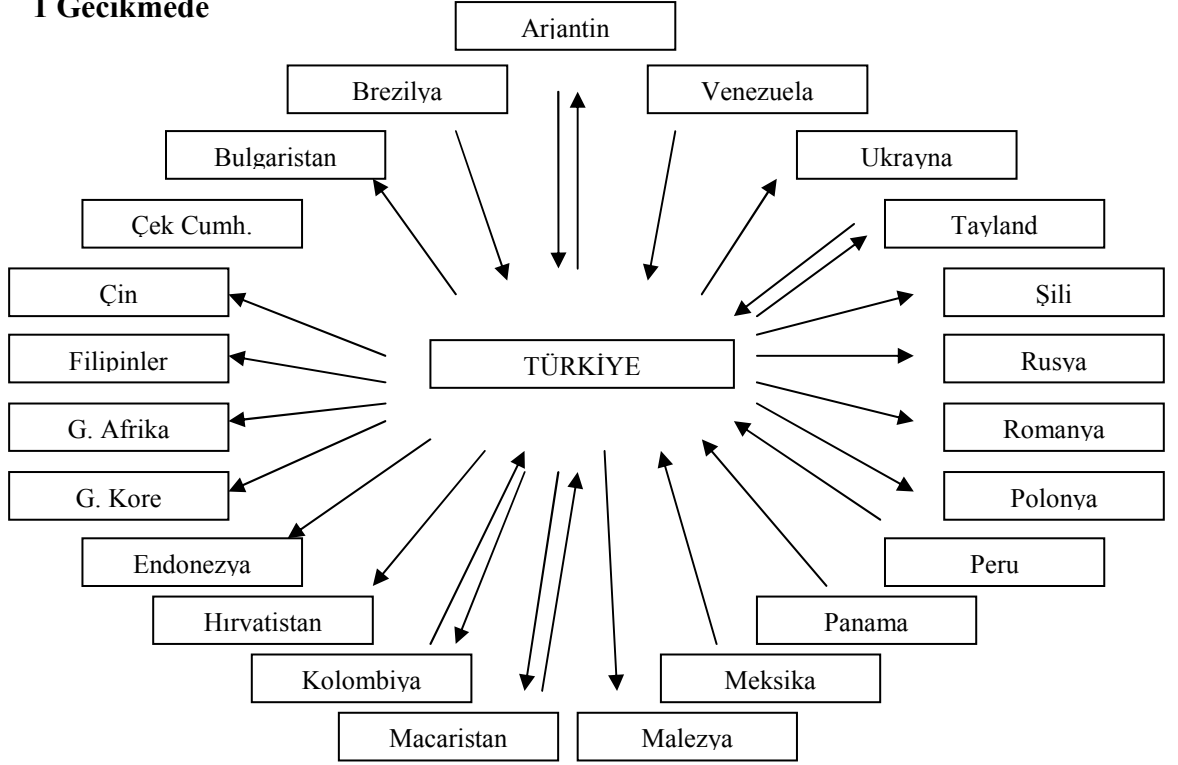 1 Gecikmede
Arjantin
Brezilya
Venezuela
Bulgaristan
Ukrayna
Çek Cumh.
Tayland
Çin
Şili
Filipinler
TÜRKİYE
Rusya
G. Afrika
Romanya
G. Kore
Polonya
Endonezya
Peru
Hırvatistan
Panama
Kolombiya
Meksika
Macaristan
Malezya